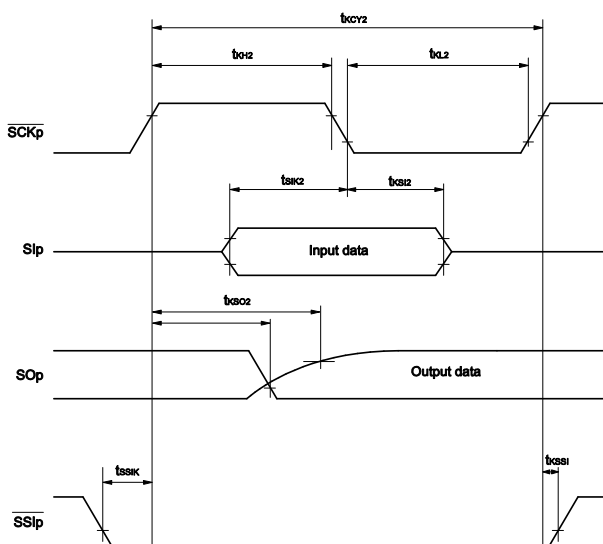 tKCY2
tKH2
tKL2
SCKp
tSIK2
tKSI2
SIp
Input data
tKSO2
SOp
Output data
tSSIK
tKSSI
SSIp